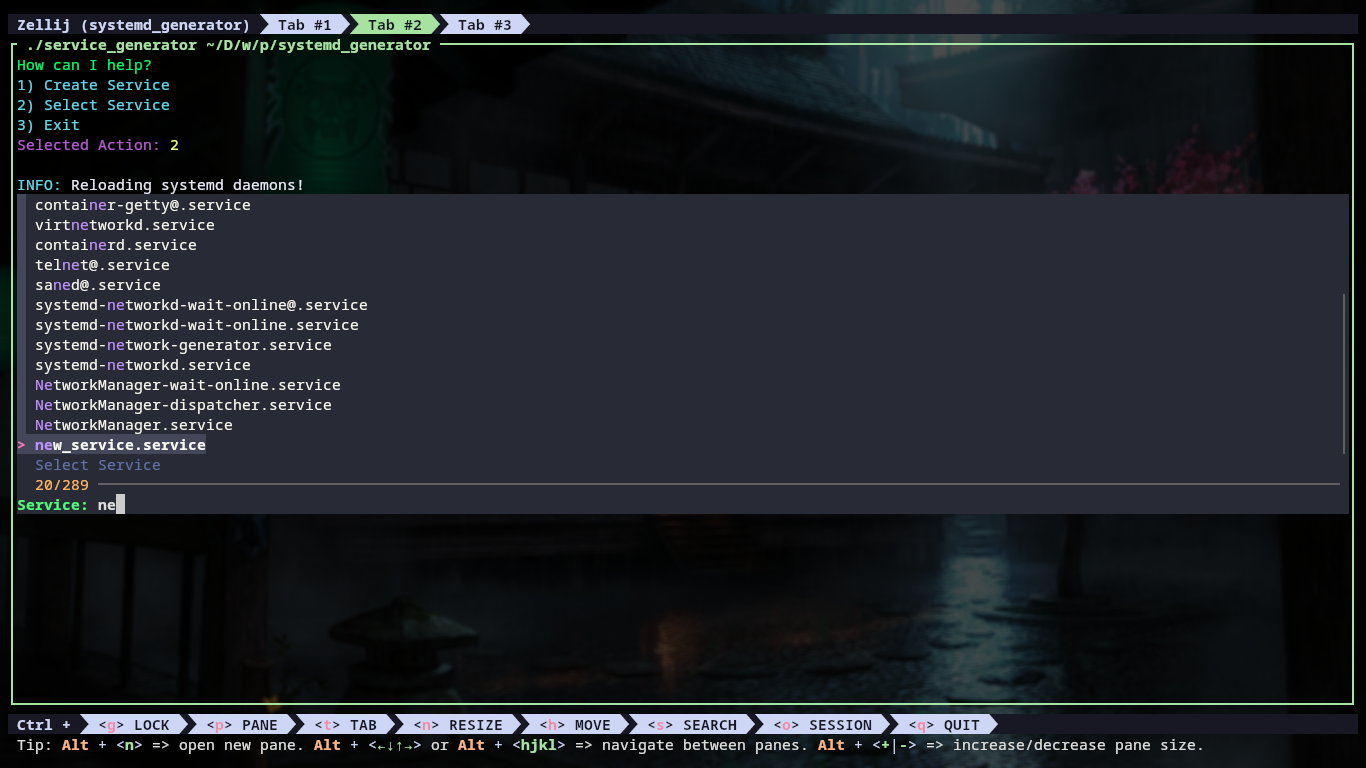 Zellij (systemd_generator) Tab #1 Tab #2 Tab #3
./service_generator ~/D/w/p/systemd_generator
How can I help?
1) Create Service
2) Select Service
3) Exit
Selected Action: 2
INFO: Reloading systemd daemons!
container-getty@.service
virtnetworkd.service
containerd.service
telnet@.service
saned@.service
systemd-networkd-wait-online@.service
systemd-networkd-wait-online.service
systemd-network-generator.service
systemd-networkd.service
NetworkManager-wait-online.service
NetworkManager-dispatcher.service
NetworkManager.service
> new_service.service
Select Service
20/289
Service: ne
Ctrl + <g> LOCK <p> PANE <t> TAB <n> RESIZE <h> MOVE <s> SEARCH <o> SESSION <q> QUIT
Tip: Alt + <n> => open new pane. Alt + <←↓↑→> or Alt + <hjkl> => navigate between panes. Alt + <+|-> => increase/decrease pane size.